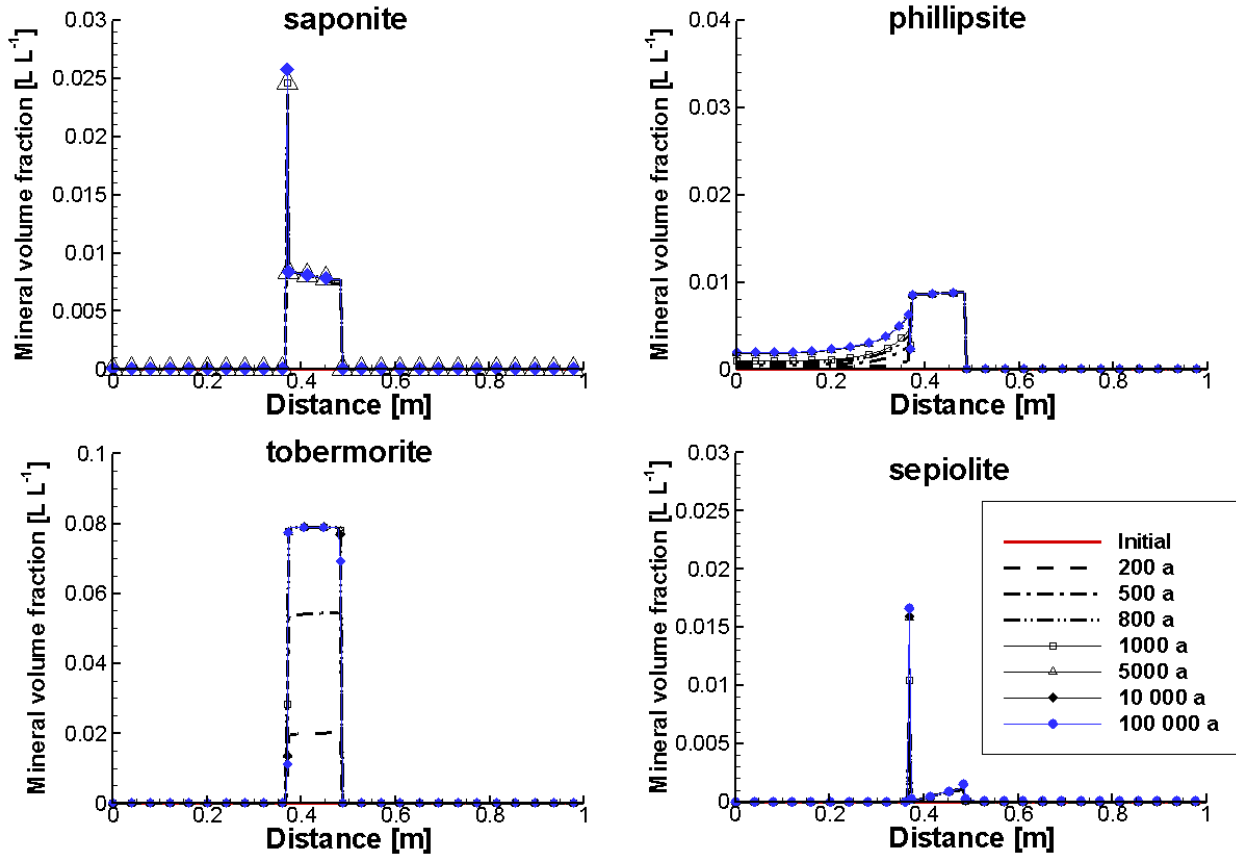 saponite
Mineral volume fraction [L L⁻¹]
0.03
0.025
0.02
0.015
0.01
0.005
0
0 0.2 0.4 0.6 0.8 1
Distance [m]
phillipsite
Mineral volume fraction [L L⁻¹]
0.04
0.03
0.02
0.01
0
0 0.2 0.4 0.6 0.8 1
Distance [m]
tobermorite
Mineral volume fraction [L L⁻¹]
0.1
0.08
0.06
0.04
0.02
0
0 0.2 0.4 0.6 0.8 1
Distance [m]
sepiolite
Mineral volume fraction [L L⁻¹]
0.03
0.025
0.02
0.015
0.01
0.005
0
0 0.2 0.4 0.6 0.8 1
Distance [m]
Initial
200 a
500 a
800 a
1000 a
5000 a
10 000 a
100 000 a